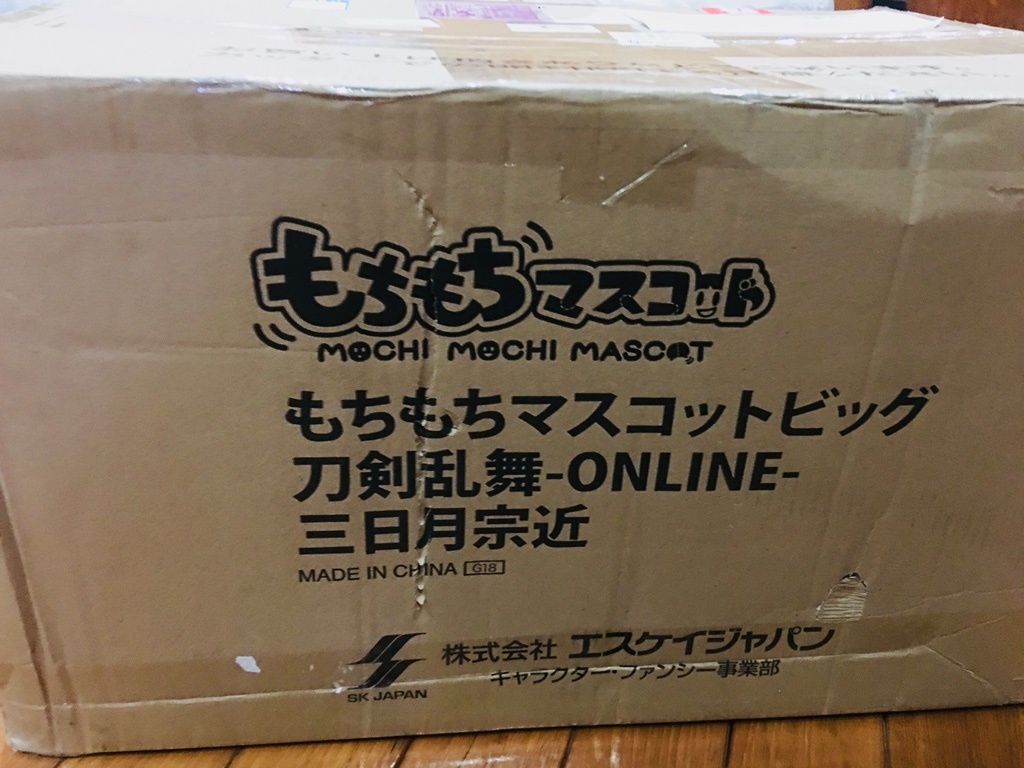 もちもちマスコット
MOCHI MOCHI MASCOT
もちもちマスコットビッグ
刀剣乱舞-ONLINE-
三日月宗近
MADE IN CHINA G18
SK JAPAN
株式会社 エスケイジャパン
キャラクター・ファンシー事業部